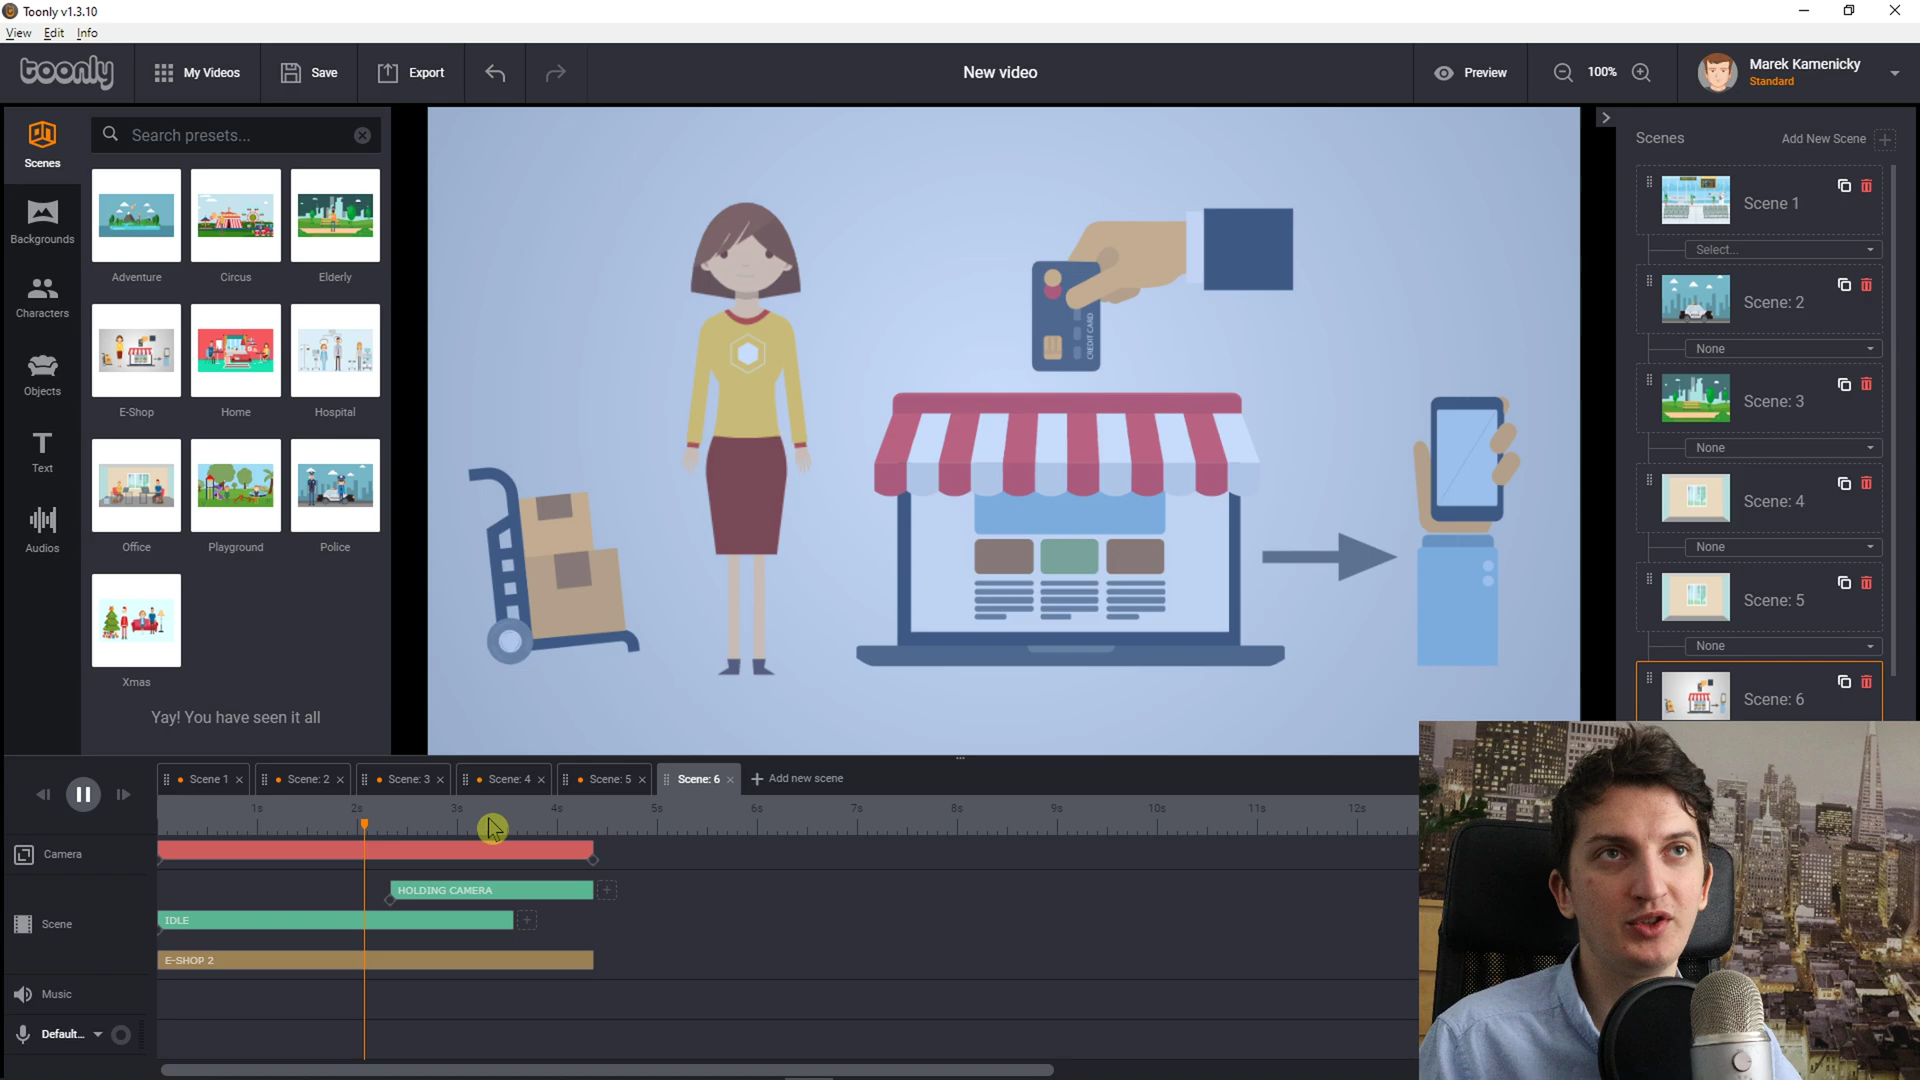 Toonly v1.3.10
View Edit Info
toonly
My Videos
Save
Export
New video
Preview
100%
Marek Kamenicky
Standard
Scenes
Backgrounds
Characters
Objects
Text
Audios
Search presets...
Adventure
Circus
Elderly
E-Shop
Home
Hospital
Office
Playground
Police
Xmas
Yay! You have seen it all
CREDIT CARD
Scenes
Add New Scene
Scene 1
Select...
Scene: 2
None
Scene: 3
None
Scene: 4
None
Scene: 5
None
Scene: 6
Scene 1
Scene: 2
Scene: 3
Scene: 4
Scene: 5
Scene: 6
Add new scene
1s 2s 3s 4s 5s 6s 7s 8s 9s 10s 11s 12s
Camera
HOLDING CAMERA
Scene
IDLE
E-SHOP 2
Music
Default...